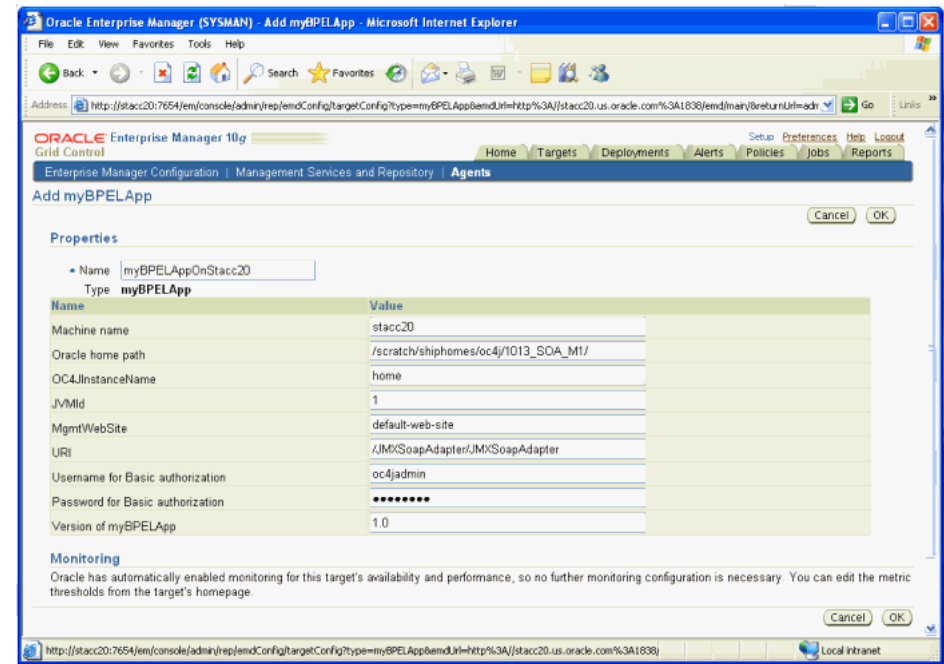 Oracle Enterprise Manager (SYSMAN) - Add myBPELApp - Microsoft Internet Explorer
File Edit View Favorites Tools Help
Back Search Favorites
Address http://stacc20:7654/em/console/admin/rep/emdConfig/targetConfig?type=myBPELApp&emdUrl=http%3A//stacc20.us.oracle.com%3A1838/emd/main/&returnUrl=adr Go Links »
ORACLE Enterprise Manager 10g
Grid Control
Setup Preferences Help Logout
Home Targets Deployments Alerts Policies Jobs Reports
Enterprise Manager Configuration | Management Services and Repository | Agents
Add myBPELApp
Cancel OK
Properties
Name myBPELAppOnStacc20
Type myBPELApp
Name Value
Machine name stacc20
Oracle home path /scratch/shiphomes/oc4j/1013_SOA_M1/
OC4JInstanceName home
JVMId 1
MgmtWebSite default-web-site
URI /JMXSoapAdapter/JMXSoapAdapter
Username for Basic authorization oc4jadmin
Password for Basic authorization ●●●●●●●●
Version of myBPELApp 1.0
Monitoring
Oracle has automatically enabled monitoring for this target's availability and performance, so no further monitoring configuration is necessary. You can edit the metric
thresholds from the target's homepage.
Cancel OK
http://stacc20:7654/em/console/admin/rep/emdConfig/targetConfig?type=myBPELApp&emdUrl=http%3A//stacc20.us.oracle.com%3A1838/ Local intranet